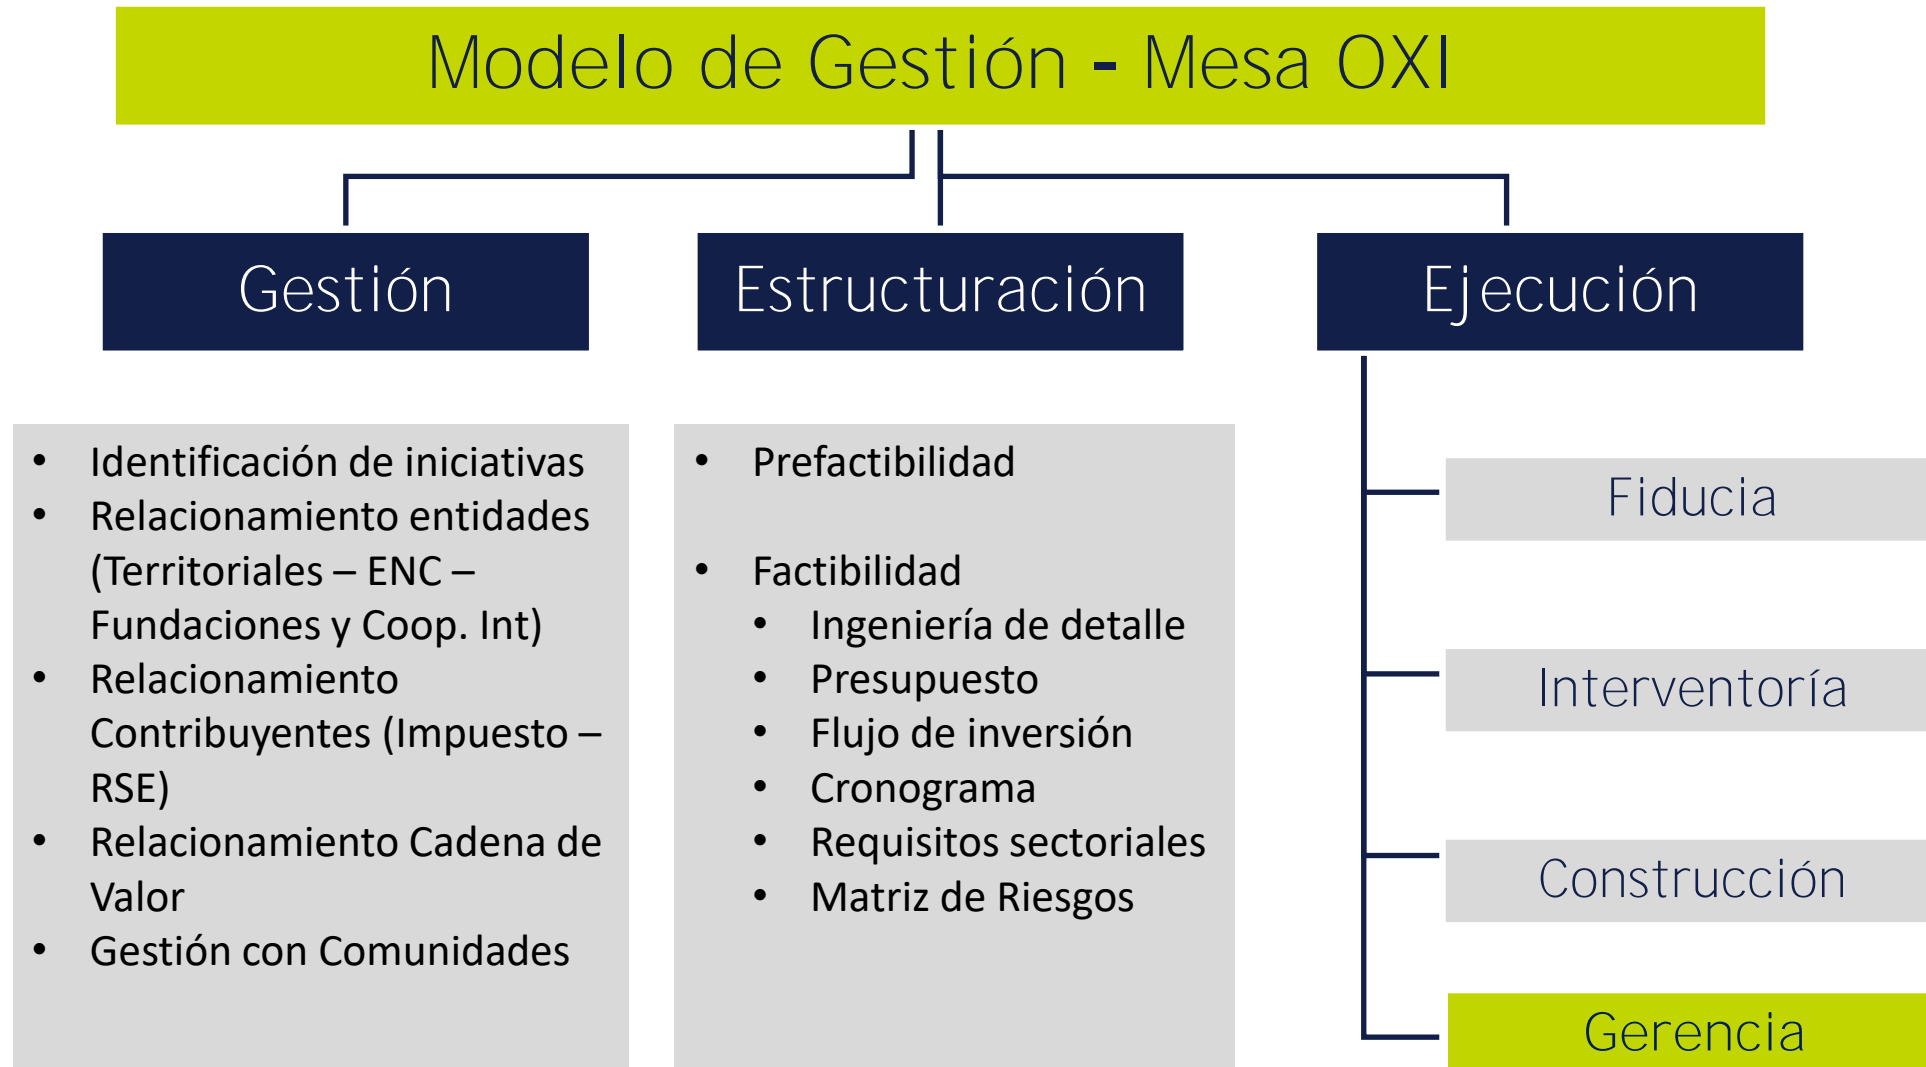 Modelo de Gestión - Mesa OXI
Gestión
Estructuración
Ejecución
• Identificación de iniciativas
• Relacionamiento entidades
(Territoriales – ENC –
Fundaciones y Coop. Int)
• Relacionamiento
Contribuyentes (Impuesto –
RSE)
• Relacionamiento Cadena de
Valor
• Gestión con Comunidades
• Prefactibilidad
• Factibilidad
• Ingeniería de detalle
• Presupuesto
• Flujo de inversión
• Cronograma
• Requisitos sectoriales
• Matriz de Riesgos
Fiducia
Interventoría
Construcción
Gerencia